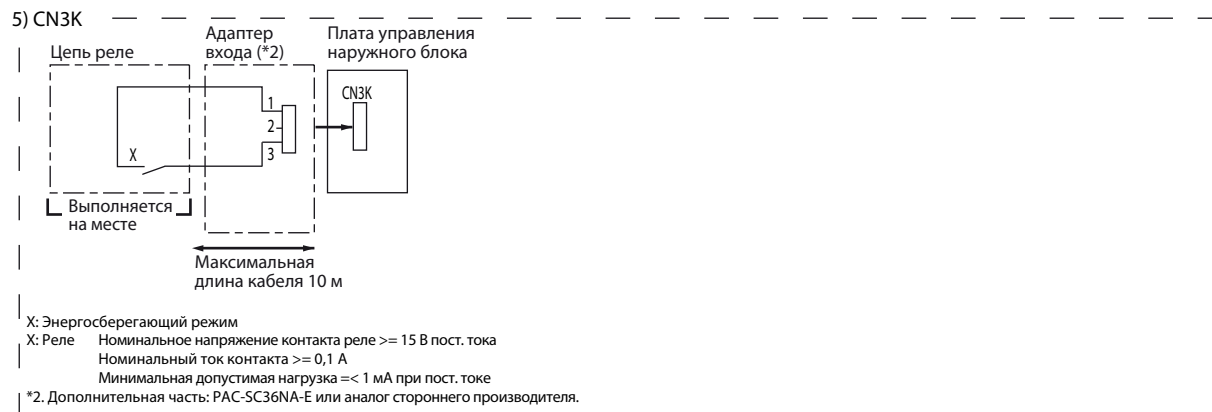 5) CN3K
Цепь реле
Адаптер
входа (*2)
Плата управления
наружного блока
CN3K
1
2
3
X
Выполняется
на месте
Максимальная
длина кабеля 10 м
X: Энергосберегающий режим
X: Реле Номинальное напряжение контакта реле >= 15 В пост. тока
Номинальный ток контакта >= 0,1 А
Минимальная допустимая нагрузка =< 1 мА при пост. токе
*2. Дополнительная часть: PAC-SC36NA-E или аналог стороннего производителя.